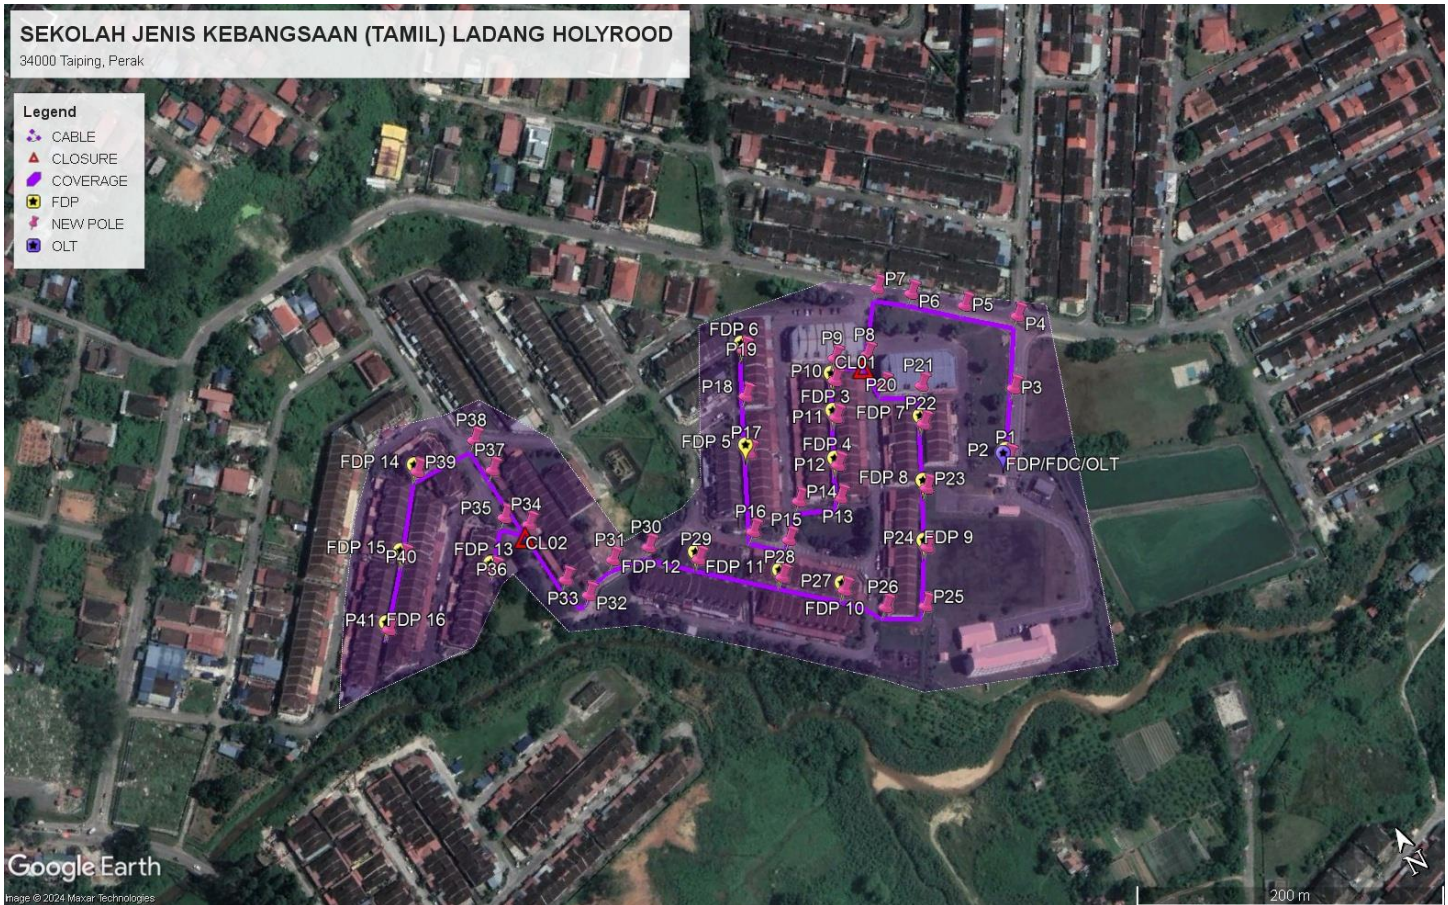 SEKOLAH JENIS KEBANGSAAN (TAMIL) LADANG HOLYROOD
34000 Taiping, Perak
Legend
CABLE
CLOSURE
COVERAGE
FDP
NEW POLE
OLT
P7
P6
P5
P4
FDP 6
P19
P9
P8
CL01
P10
P20
P21
P3
P18
FDP 3
P11
FDP 7
P22
P17
FDP 5
FDP 4
P12
P1
P2
FDP/FDC/OLT
P38
P37
FDP 14
P39
FDP 8
P23
P14
P13
P35
P34
P16
P15
P30
P31
P29
P28
P24
FDP 9
FDP 15
P40
FDP 13
CL02
P36
FDP 12
FDP 11
P27
P26
FDP 10
P25
P33
P32
P41
FDP 16
Google Earth
Image © 2024 Maxar Technologies
200 m
N